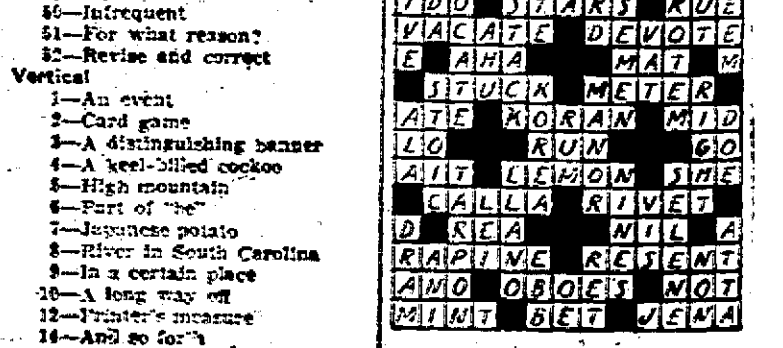 50—Infrequent
51—For what reason?
52—Revise and correct
Vertical
1—An event
2—Card game
3—A distinguishing banner
4—A keel-billed cockoo
5—High mountain
6—Part of "be"
7—Japanese potato
8—River in South Carolina
9—In a certain place
10—A long way off
12—Printer's measure
14—And so forth
IDO STARS RUE
VACATE DEVOTE
E AHA MAT M
STUCK METER
ATE KORAN MID
LO RUN GO
AIT LEMON SHE
CALLA RIVET
D REA NIL A
RAPINE RESENT
ANO OBOES NOT
MINT BET JENA